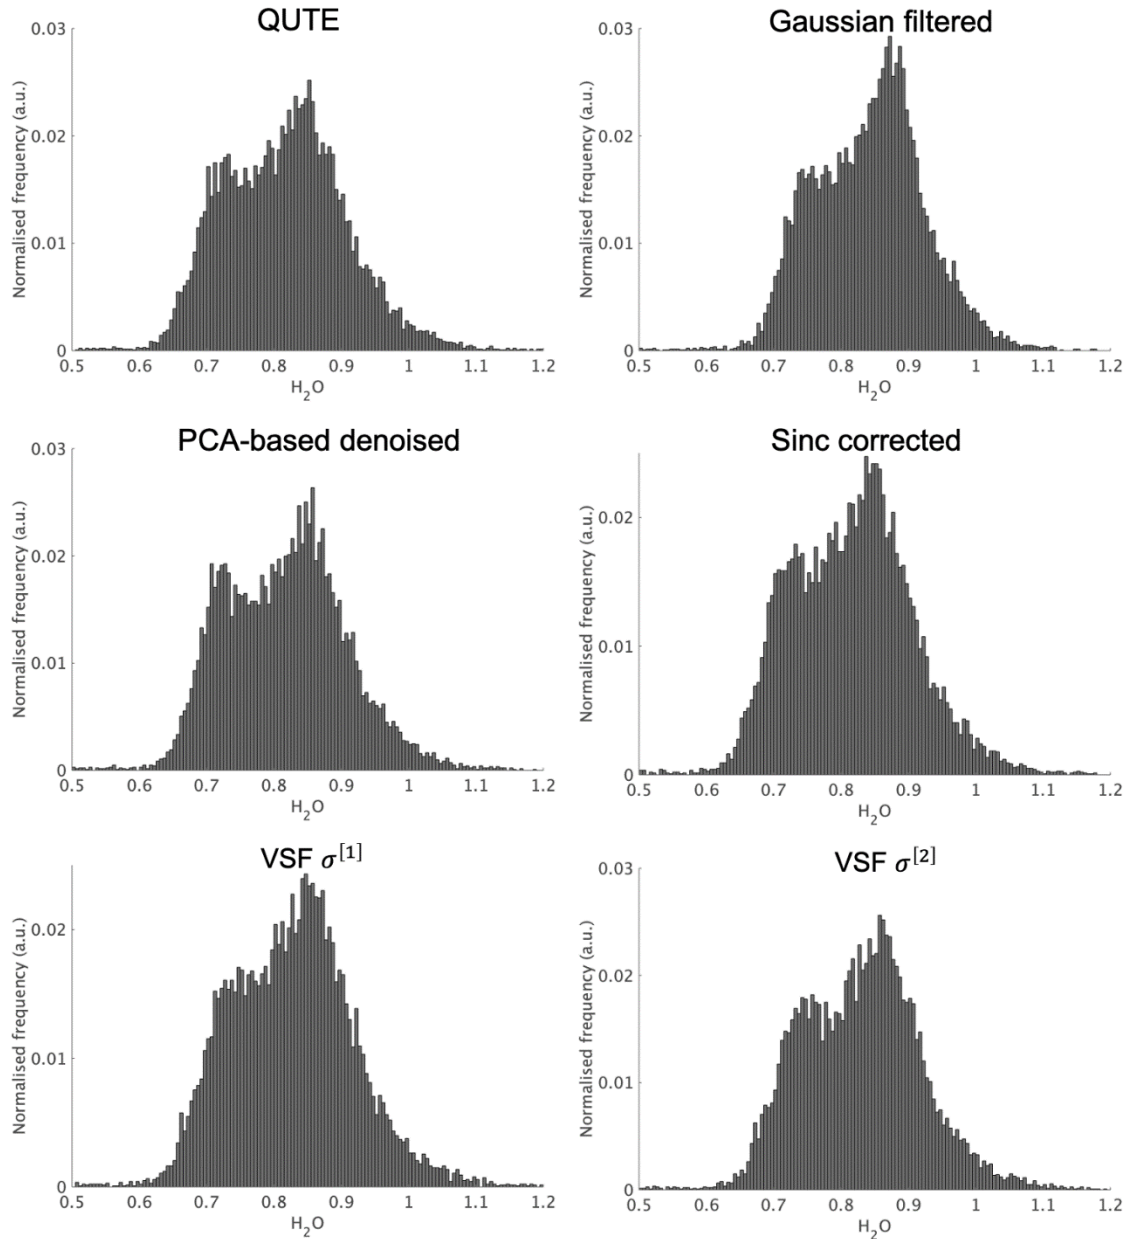 QUTE
Normalised frequency (a.u.)
0.03
0.02
0.01
0
0.5 0.6 0.7 0.8 0.9 1 1.1 1.2
H₂O
Gaussian filtered
Normalised frequency (a.u.)
0.03
0.02
0.01
0
0.5 0.6 0.7 0.8 0.9 1 1.1 1.2
H₂O
PCA-based denoised
Normalised frequency (a.u.)
0.03
0.02
0.01
0
0.5 0.6 0.7 0.8 0.9 1 1.1 1.2
H₂O
Sinc corrected
Normalised frequency (a.u.)
0.02
0.01
0
0.5 0.6 0.7 0.8 0.9 1 1.1 1.2
H₂O
VSF σ[1]
Normalised frequency (a.u.)
0.02
0.01
0
0.5 0.6 0.7 0.8 0.9 1 1.1 1.2
H₂O
VSF σ[2]
Normalised frequency (a.u.)
0.03
0.02
0.01
0
0.5 0.6 0.7 0.8 0.9 1 1.1 1.2
H₂O